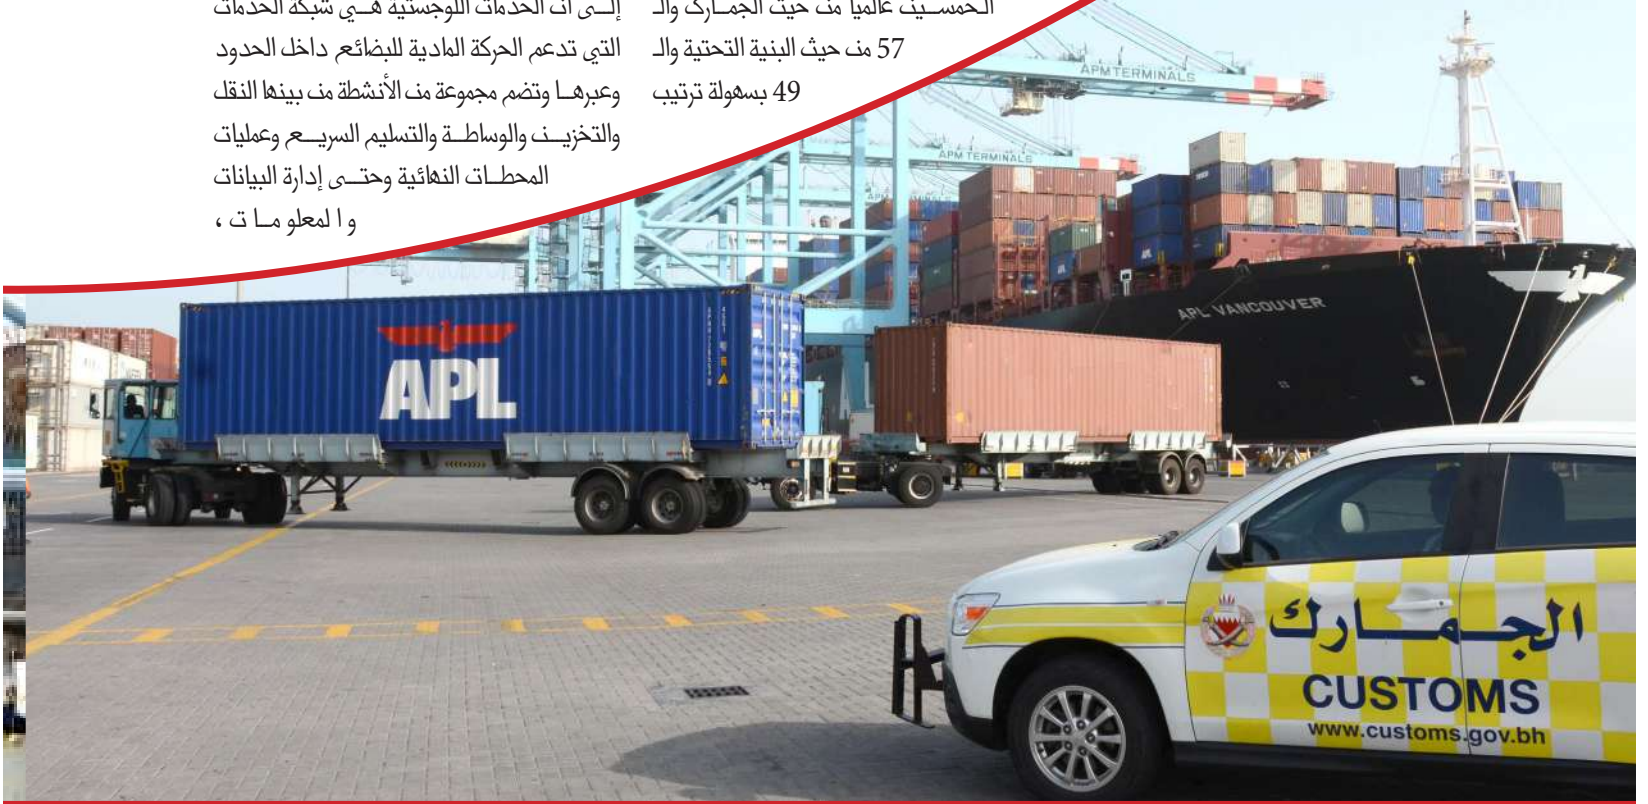 الخمسين عالميا من حيث الجمارك والـ
57 من حيث البنية التحتية والـ
49 بسهولة ترتيب
إلى أن الخدمات اللوجستية هي شبكة الخدمات
التي تدعم الحركة المادية للبضائع داخل الحدود
وعبرها وتضم مجموعة من الأنشطة من بينها النقل
والتخزين والوساطة والتسليم السريع وعمليات
المحطات النهائية وحتى إدارة البيانات
والمعلومات،
APM TERMINALS
APM TERMINALS
APL VANCOUVER
APL
الجمارك
CUSTOMS
www.customs.gov.bh